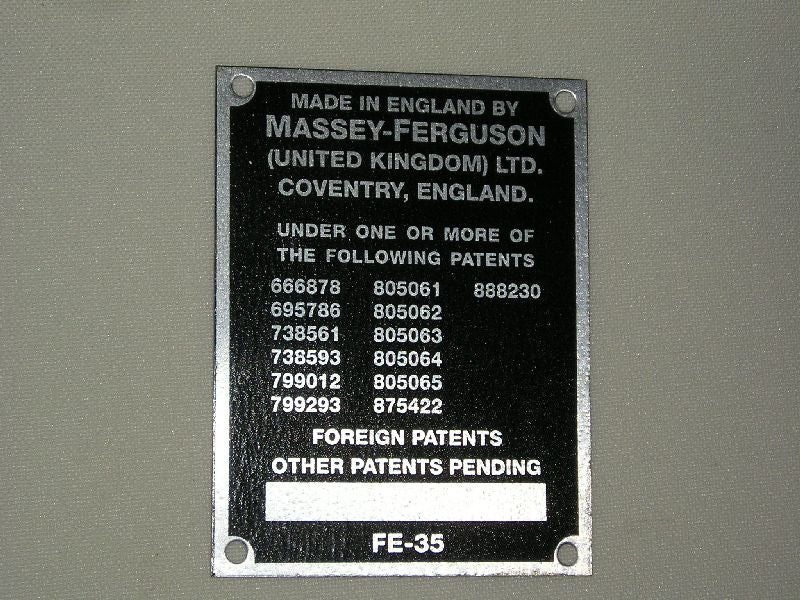 MADE IN ENGLAND BY
MASSEY-FERGUSON
(UNITED KINGDOM) LTD.
COVENTRY, ENGLAND.
UNDER ONE OR MORE OF
THE FOLLOWING PATENTS
666878 805061 888230
695786 805062
738561 805063
738593 805064
799012 805065
799293 875422
FOREIGN PATENTS
OTHER PATENTS PENDING
FE-35